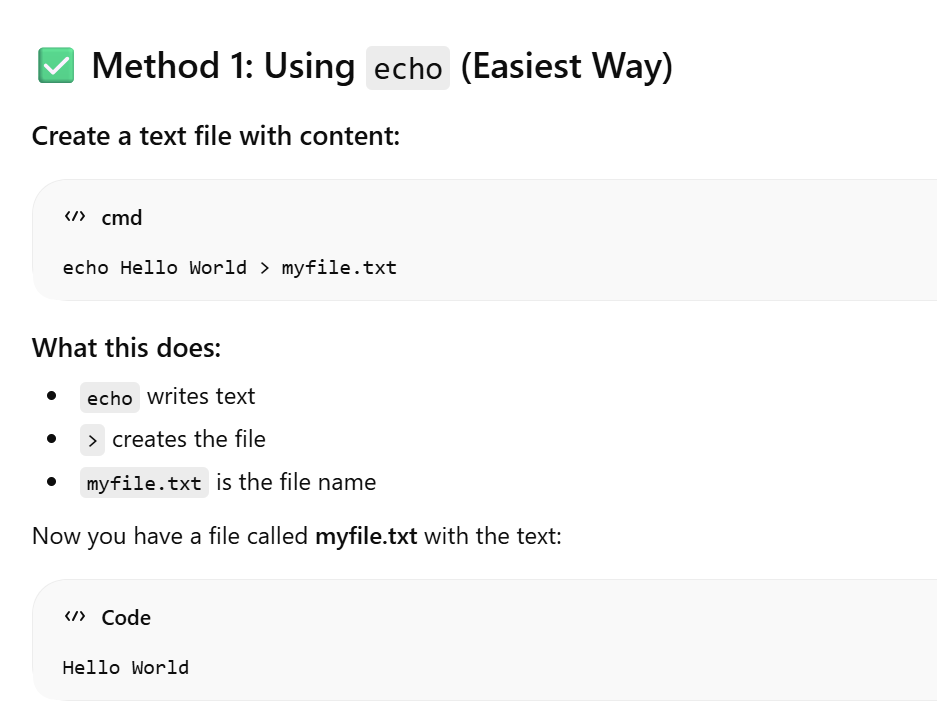 ✅ Method 1: Using echo (Easiest Way)
Create a text file with content:
</> cmd
echo Hello World > myfile.txt
What this does:
• echo writes text
• > creates the file
• myfile.txt is the file name
Now you have a file called myfile.txt with the text:
</> Code
Hello World